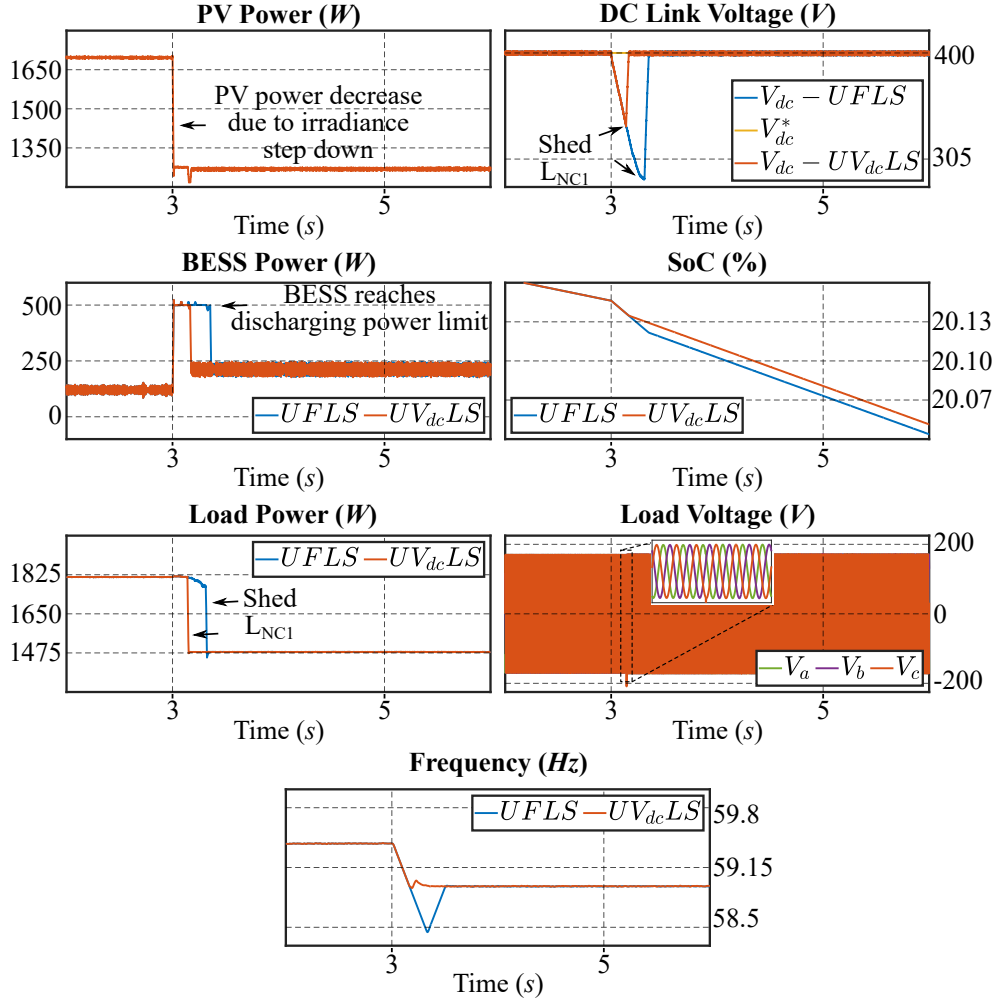 PV Power (W)
1650
1500
1350
PV power decrease
due to irradiance
step down
3
5
Time (s)
DC Link Voltage (V)
400
305
Shed
L_NC1
V_dc − UFLS
V*_dc
V_dc − UV_dcLS
3
5
Time (s)
BESS Power (W)
500
250
0
BESS reaches
discharging power limit
UFLS UV_dcLS
3
5
Time (s)
SoC (%)
20.13
20.10
20.07
UFLS UV_dcLS
3
5
Time (s)
Load Power (W)
1825
1650
1475
UFLS UV_dcLS
Shed
L_NC1
3
5
Time (s)
Load Voltage (V)
200
0
-200
V_a V_b V_c
3
5
Time (s)
Frequency (Hz)
UFLS UV_dcLS
59.8
59.15
58.5
3
5
Time (s)